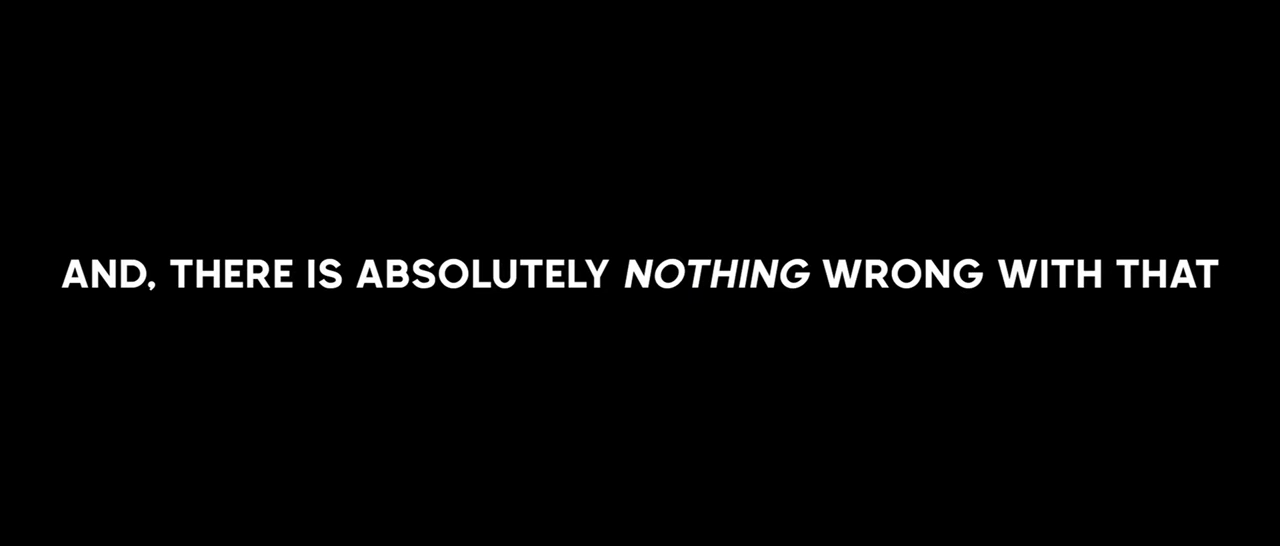 AND, THERE IS ABSOLUTELY NOTHING WRONG WITH THAT